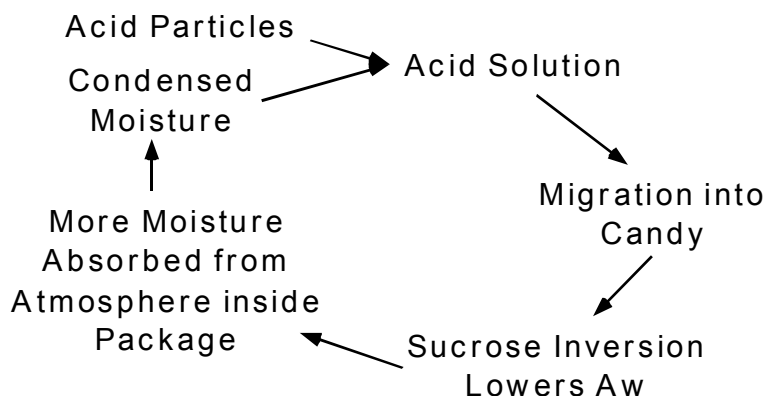 Acid Particles
Condensed
Moisture
Acid Solution
Migration into
Candy
Sucrose Inversion
Lowers Aw
More Moisture
Absorbed from
Atmosphere inside
Package